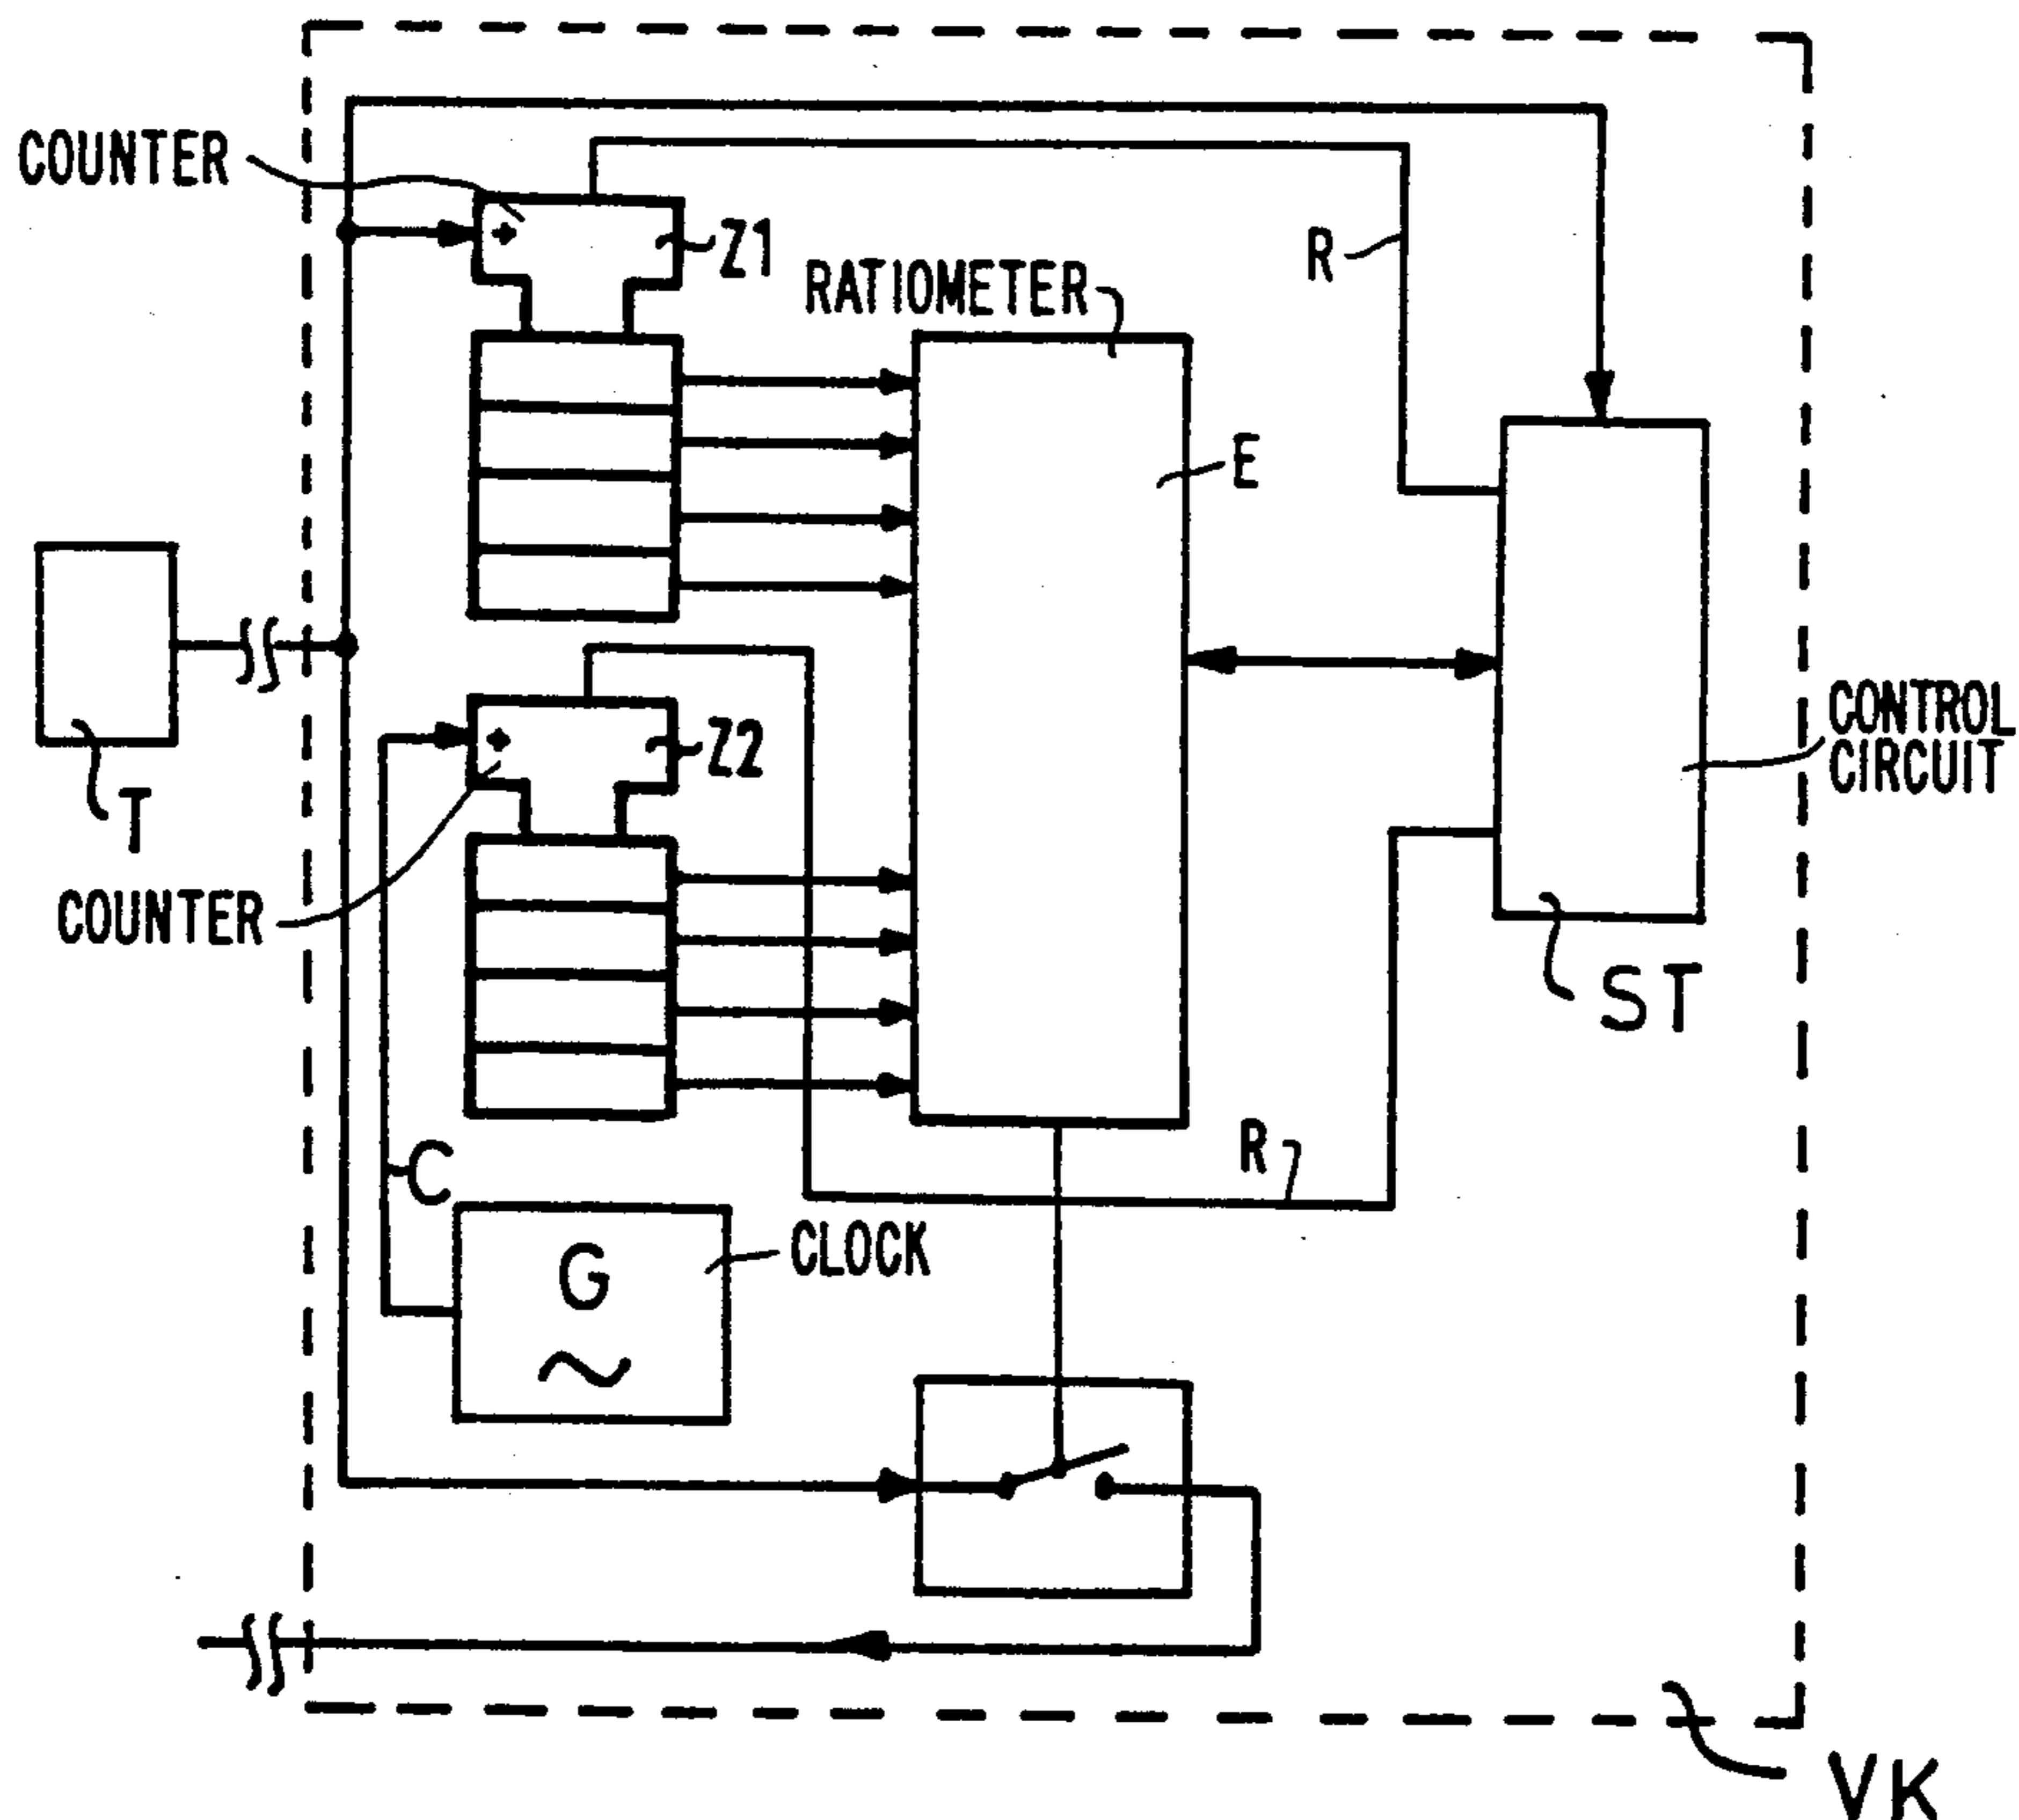 COUNTER
Z1
R
RATIOMETER
E
T
Z2
CONTROL
CIRCUIT
COUNTER
ST
C
R
G
~
CLOCK
VK